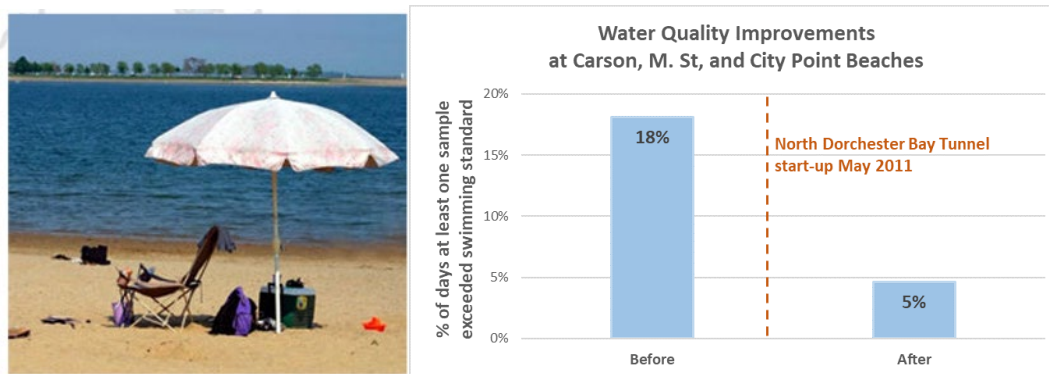 Water Quality Improvements
at Carson, M. St, and City Point Beaches
% of days at least one sample
exceeded swimming standard
20%
15%
10%
5%
0%
18%
North Dorchester Bay Tunnel
start-up May 2011
5%
Before
After